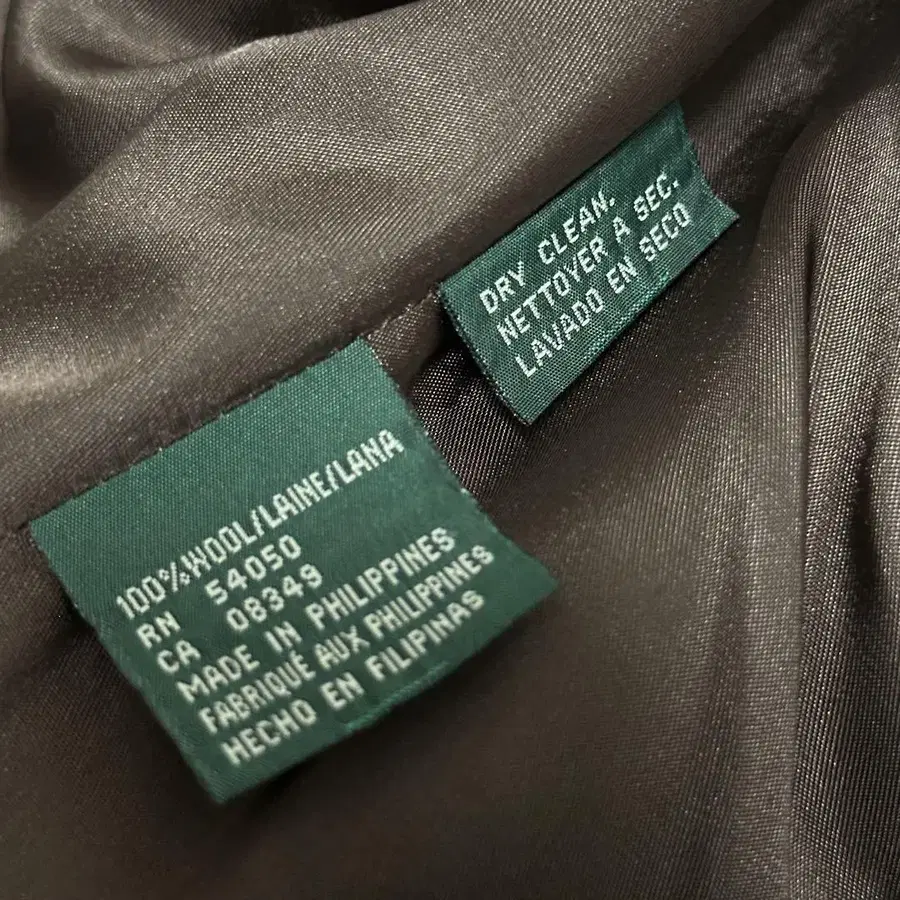 100%WOOL/LAINE/LANA
RN 54050
CA 08349
MADE IN PHILIPPINES
FABRIQUÉ AUX PHILIPPINES
HECHO EN FILIPINAS
DRY CLEAN.
NETTOYER A SEC.
LAVADO EN SECO